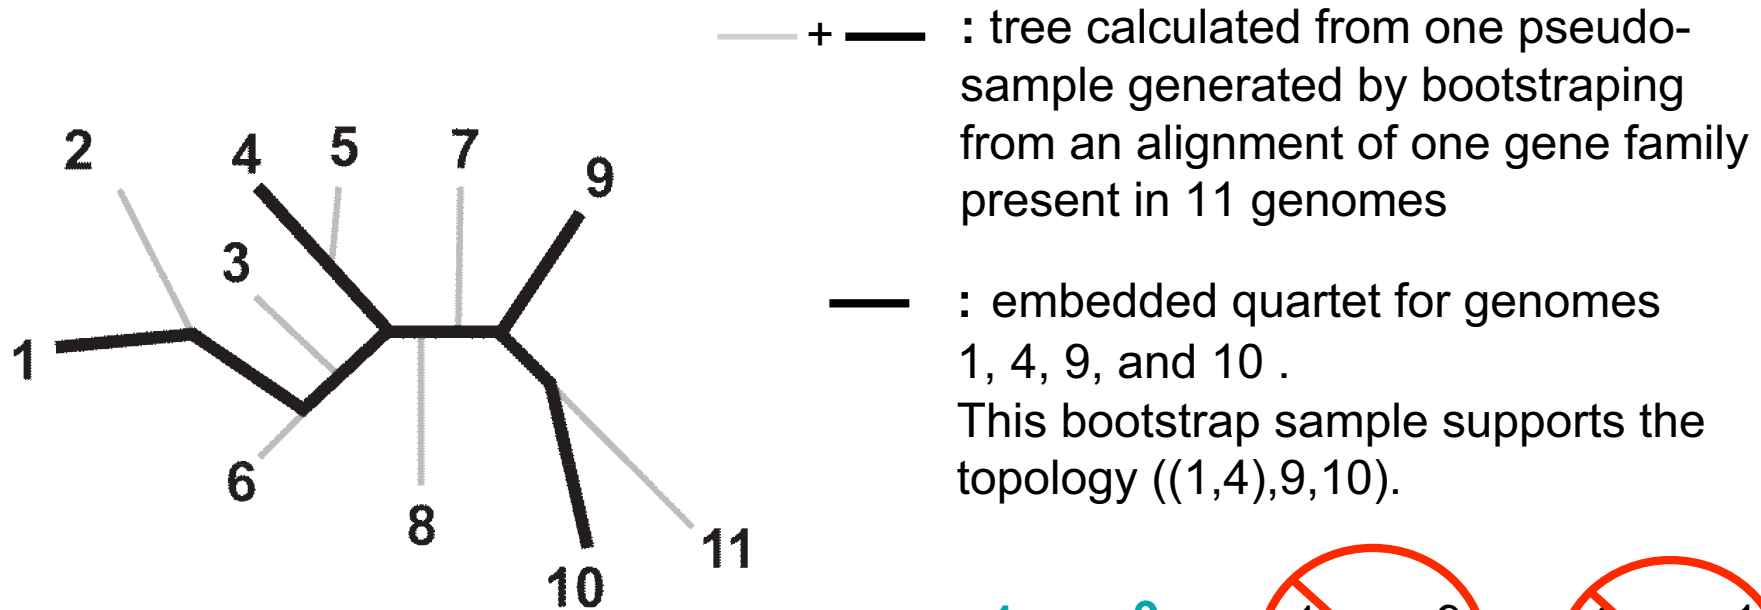 + : tree calculated from one pseudo-
sample generated by bootstraping
from an alignment of one gene family
present in 11 genomes
2
4
5
7
9
3
1
6
8
10
11
: embedded quartet for genomes
1, 4, 9, and 10 .
This bootstrap sample supports the
topology ((1,4),9,10).